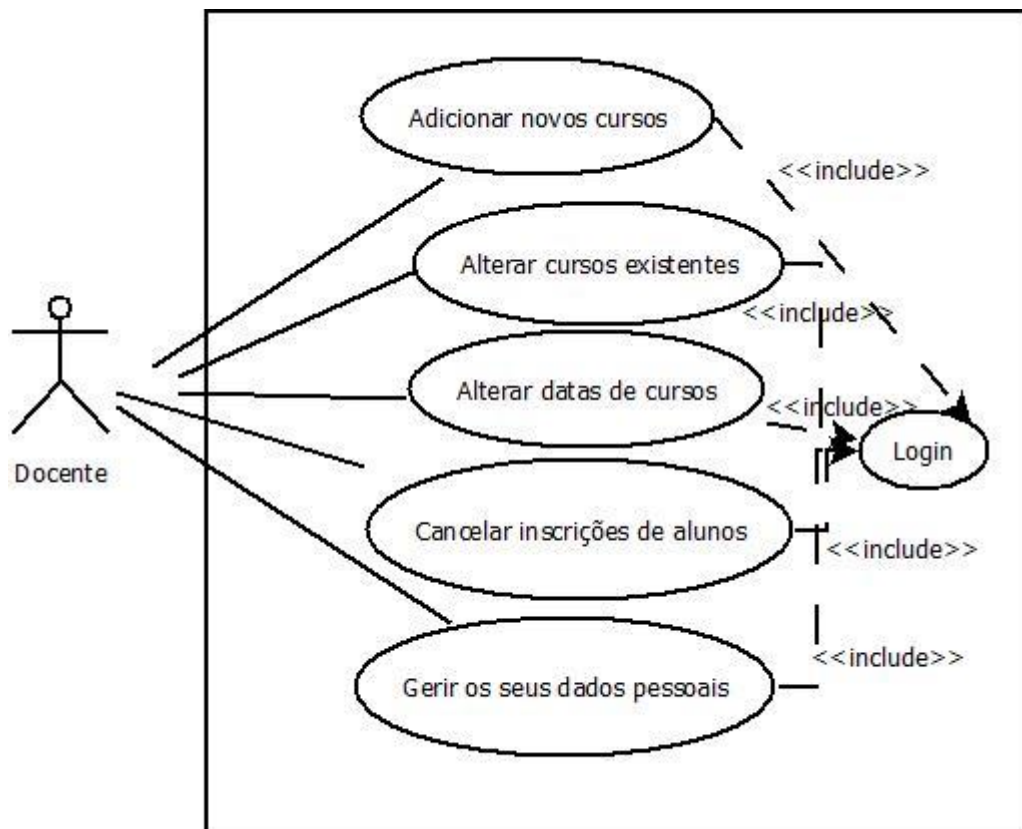 Adicionar novos cursos
<<include>>
Alterar cursos existentes
<<include>>
Alterar datas de cursos
<<include>>
Login
Docente
Cancelar inscrições de alunos
<<include>>
<<include>>
Gerir os seus dados pessoais